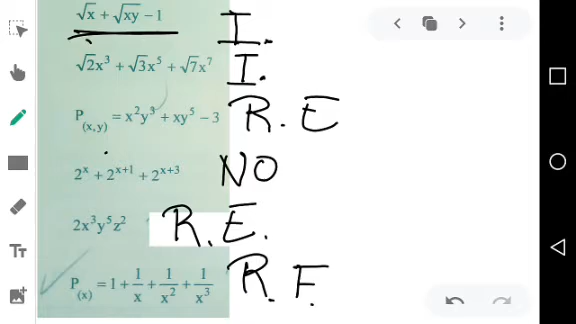 √x + √xy − 1 I.
√2x³ + √3x⁵ + √7x⁷ I.
P(x,y) = x²y³ + xy⁵ − 3 R.E
2ˣ + 2ˣ⁺¹ + 2ˣ⁺³ NO
2x³y⁵z² R.E.
P(x) = 1 + 1/x + 1/x² + 1/x³ R.F.
Tт